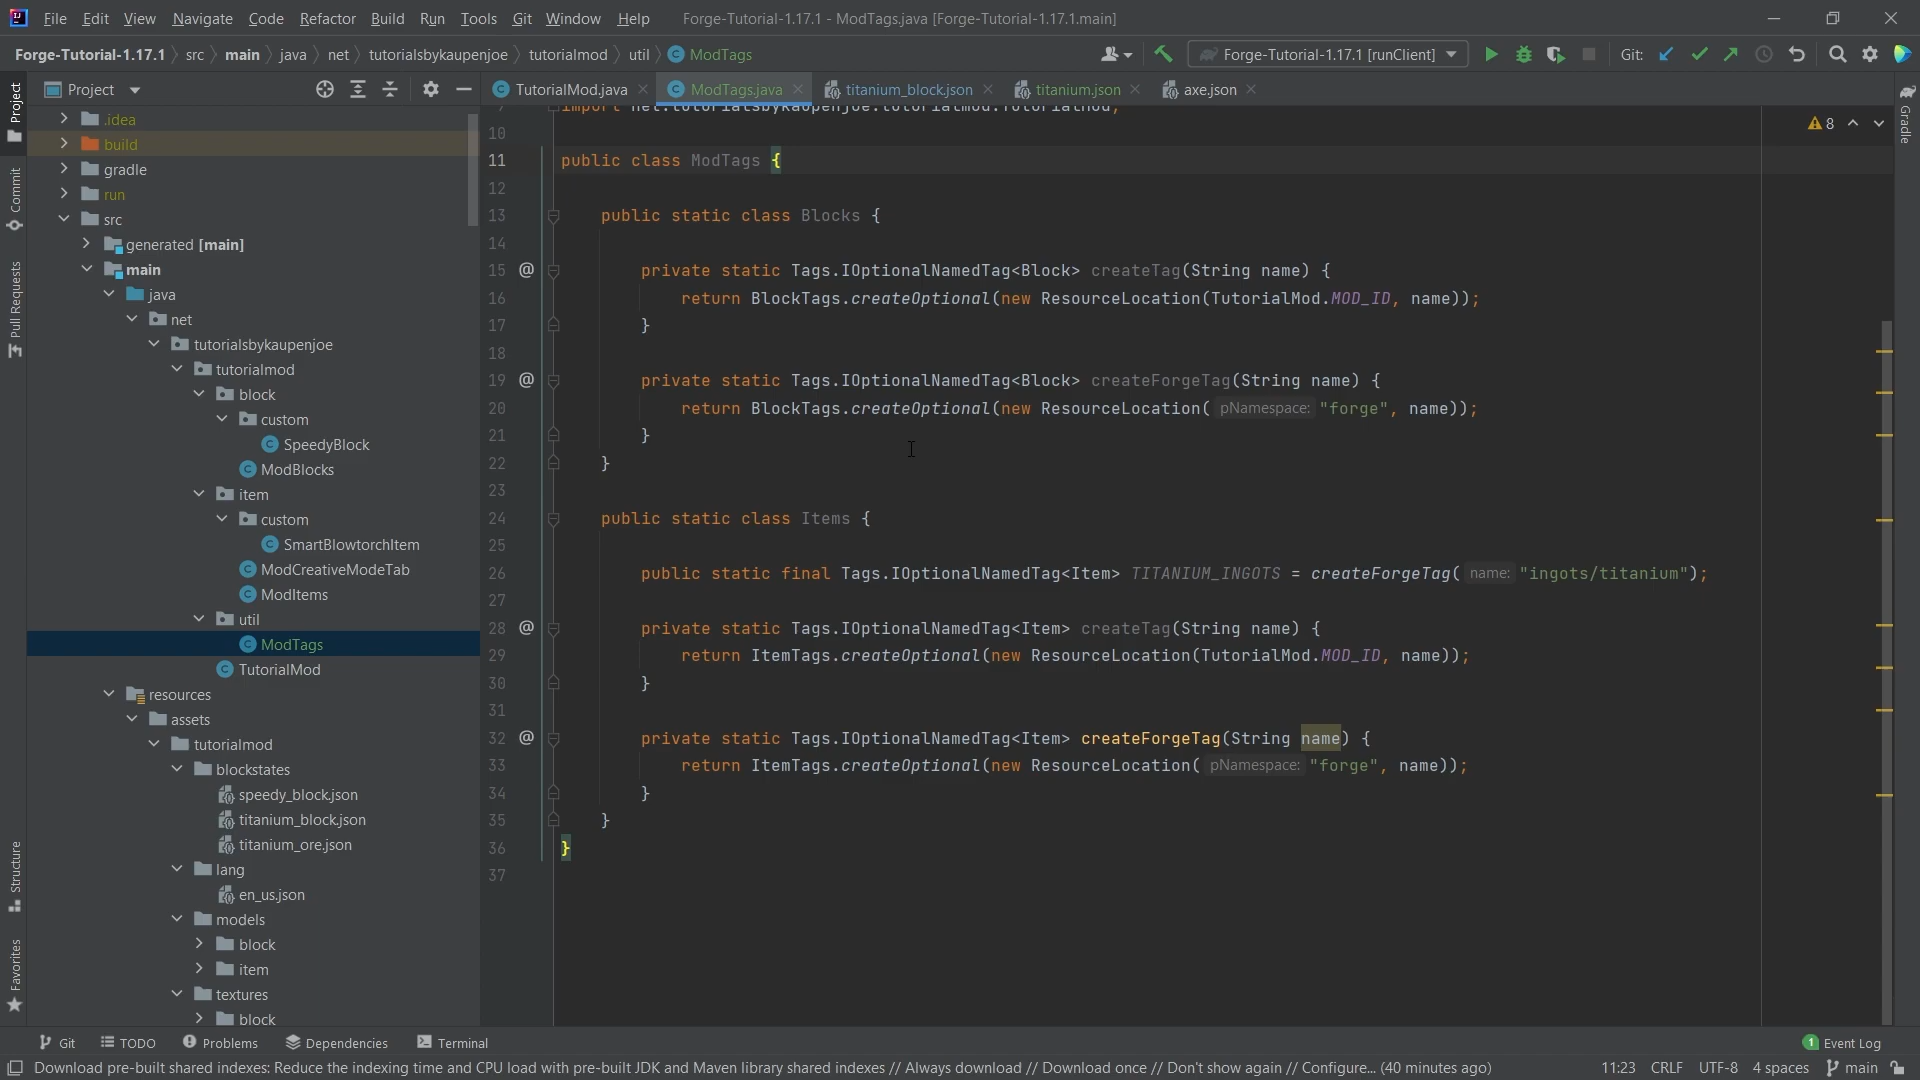 File Edit View Navigate Code Refactor Build Run Tools Git Window Help Forge-Tutorial-1.17.1 - ModTags.java [Forge-Tutorial-1.17.1.main]
Forge-Tutorial-1.17.1 src main java net tutorialsbykaupenjoe tutorialmod util ModTags Forge-Tutorial-1.17.1 [runClient] Git:
Project TutorialMod.java ModTags.java titanium_block.json titanium.json axe.json
Project
Commit
Pull Requests
Structure
Favorites
Gradle
.idea
build
gradle
run
src
generated [main]
main
java
net
tutorialsbykaupenjoe
tutorialmod
block
custom
SpeedyBlock
ModBlocks
item
custom
SmartBlowtorchItem
ModCreativeModeTab
ModItems
util
ModTags
TutorialMod
resources
assets
tutorialmod
blockstates
speedy_block.json
titanium_block.json
titanium_ore.json
lang
en_us.json
models
block
item
textures
block
import net.tutorialsbykaupenjoe.tutorialmod.TutorialMod;
8
10
11 public class ModTags {
12
13 public static class Blocks {
14
15 @ private static Tags.IOptionalNamedTag<Block> createTag(String name) {
16 return BlockTags.createOptional(new ResourceLocation(TutorialMod.MOD_ID, name));
17 }
18
19 @ private static Tags.IOptionalNamedTag<Block> createForgeTag(String name) {
20 return BlockTags.createOptional(new ResourceLocation( pNamespace: "forge", name));
21 }
22 }
23
24 public static class Items {
25
26 public static final Tags.IOptionalNamedTag<Item> TITANIUM_INGOTS = createForgeTag( name: "ingots/titanium");
27
28 @ private static Tags.IOptionalNamedTag<Item> createTag(String name) {
29 return ItemTags.createOptional(new ResourceLocation(TutorialMod.MOD_ID, name));
30 }
31
32 @ private static Tags.IOptionalNamedTag<Item> createForgeTag(String name) {
33 return ItemTags.createOptional(new ResourceLocation( pNamespace: "forge", name));
34 }
35 }
36 }
37
Git TODO Problems Dependencies Terminal 1 Event Log
Download pre-built shared indexes: Reduce the indexing time and CPU load with pre-built JDK and Maven library shared indexes // Always download // Download once // Don't show again // Configure... (40 minutes ago) 11:23 CRLF UTF-8 4 spaces main